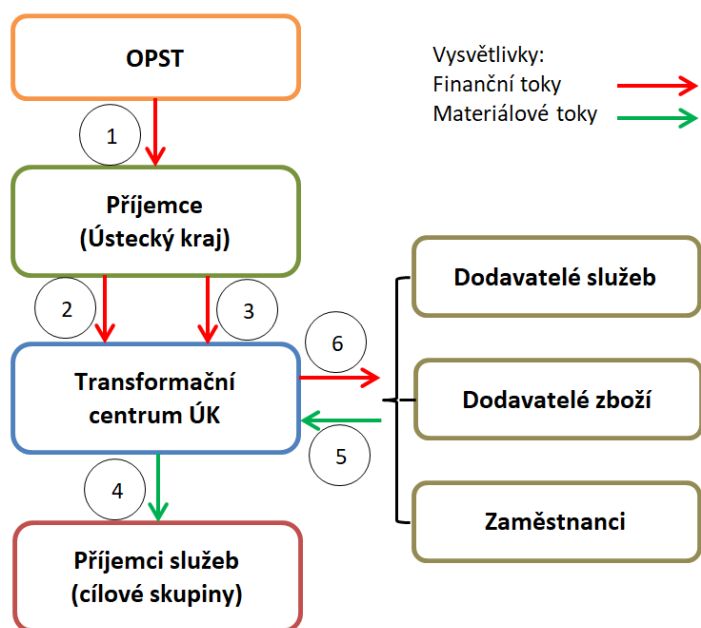 OPST
Vysvětlivky:
Finanční toky
Materiálové toky
1
Příjemce
(Ústecký kraj)
2
3
Dodavatelé služeb
6
Transformační
centrum ÚK
Dodavatelé zboží
5
4
Zaměstnanci
Příjemci služeb
(cílové skupiny)